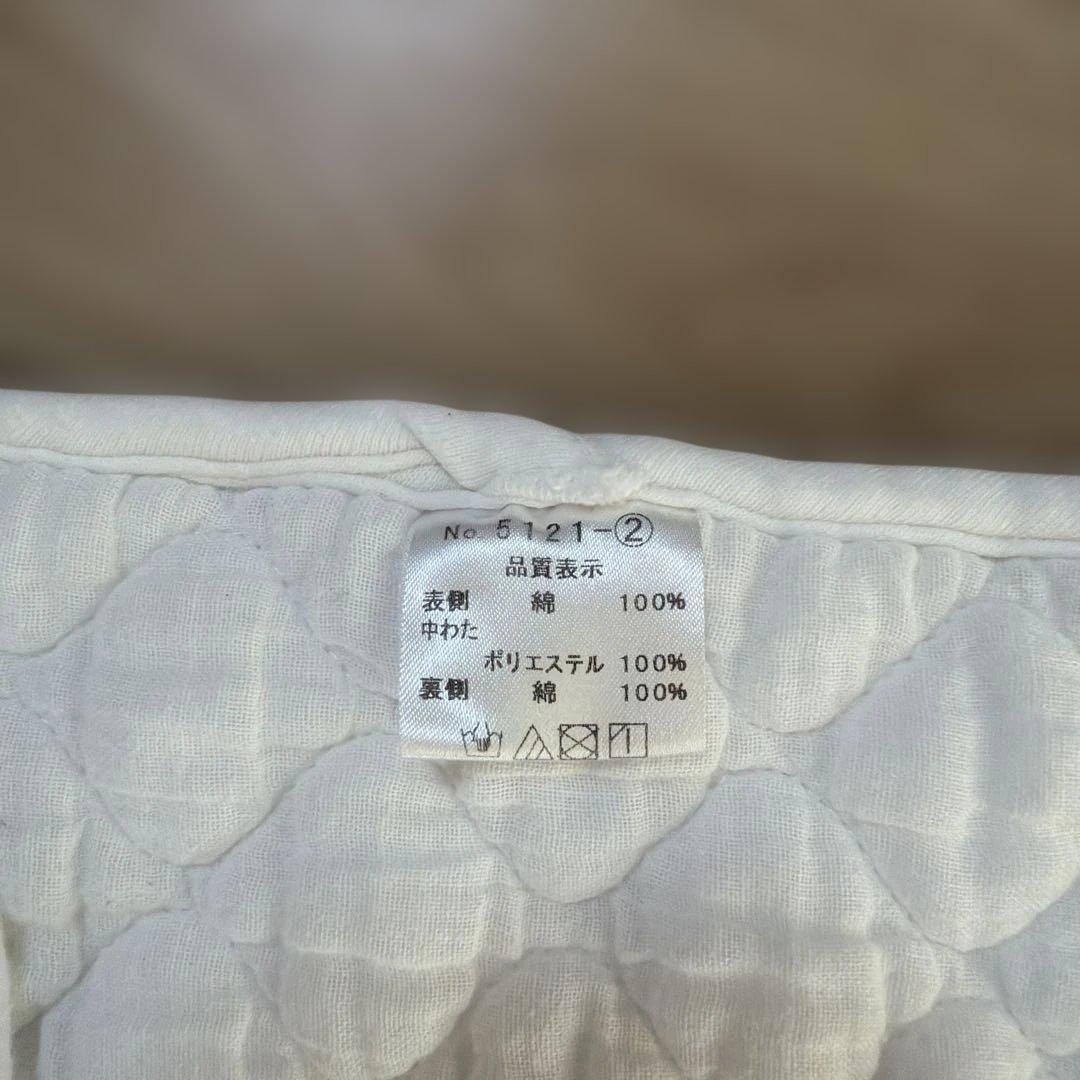 No. 5121-②
品質表示
表側 綿 100%
中わた
ポリエステル 100%
裏側 綿 100%